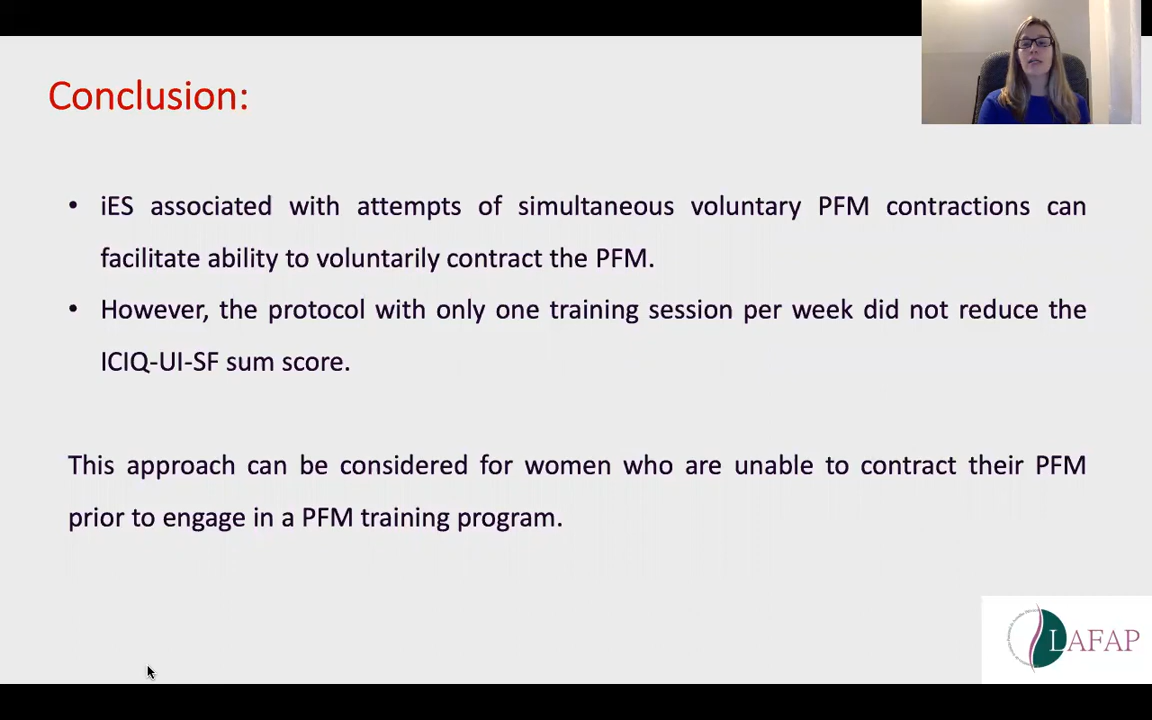 Conclusion:
• iES associated with attempts of simultaneous voluntary PFM contractions can
facilitate ability to voluntarily contract the PFM.
• However, the protocol with only one training session per week did not reduce the
ICIQ-UI-SF sum score.
This approach can be considered for women who are unable to contract their PFM
prior to engage in a PFM training program.
LAFAP